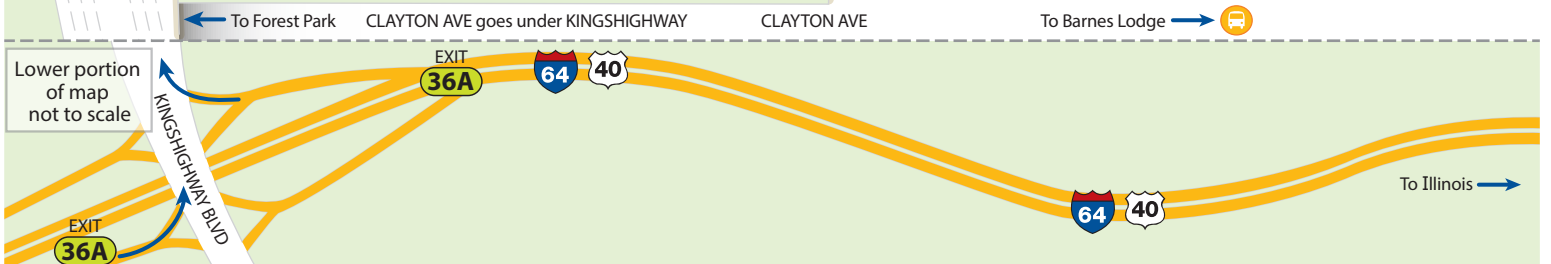 To Forest Park
CLAYTON AVE goes under KINGSHIGHWAY
CLAYTON AVE
To Barnes Lodge
Lower portion
of map
not to scale
EXIT
36A
64
40
KINGSHIGHWAY BLVD
To Illinois
64
40
EXIT
36A